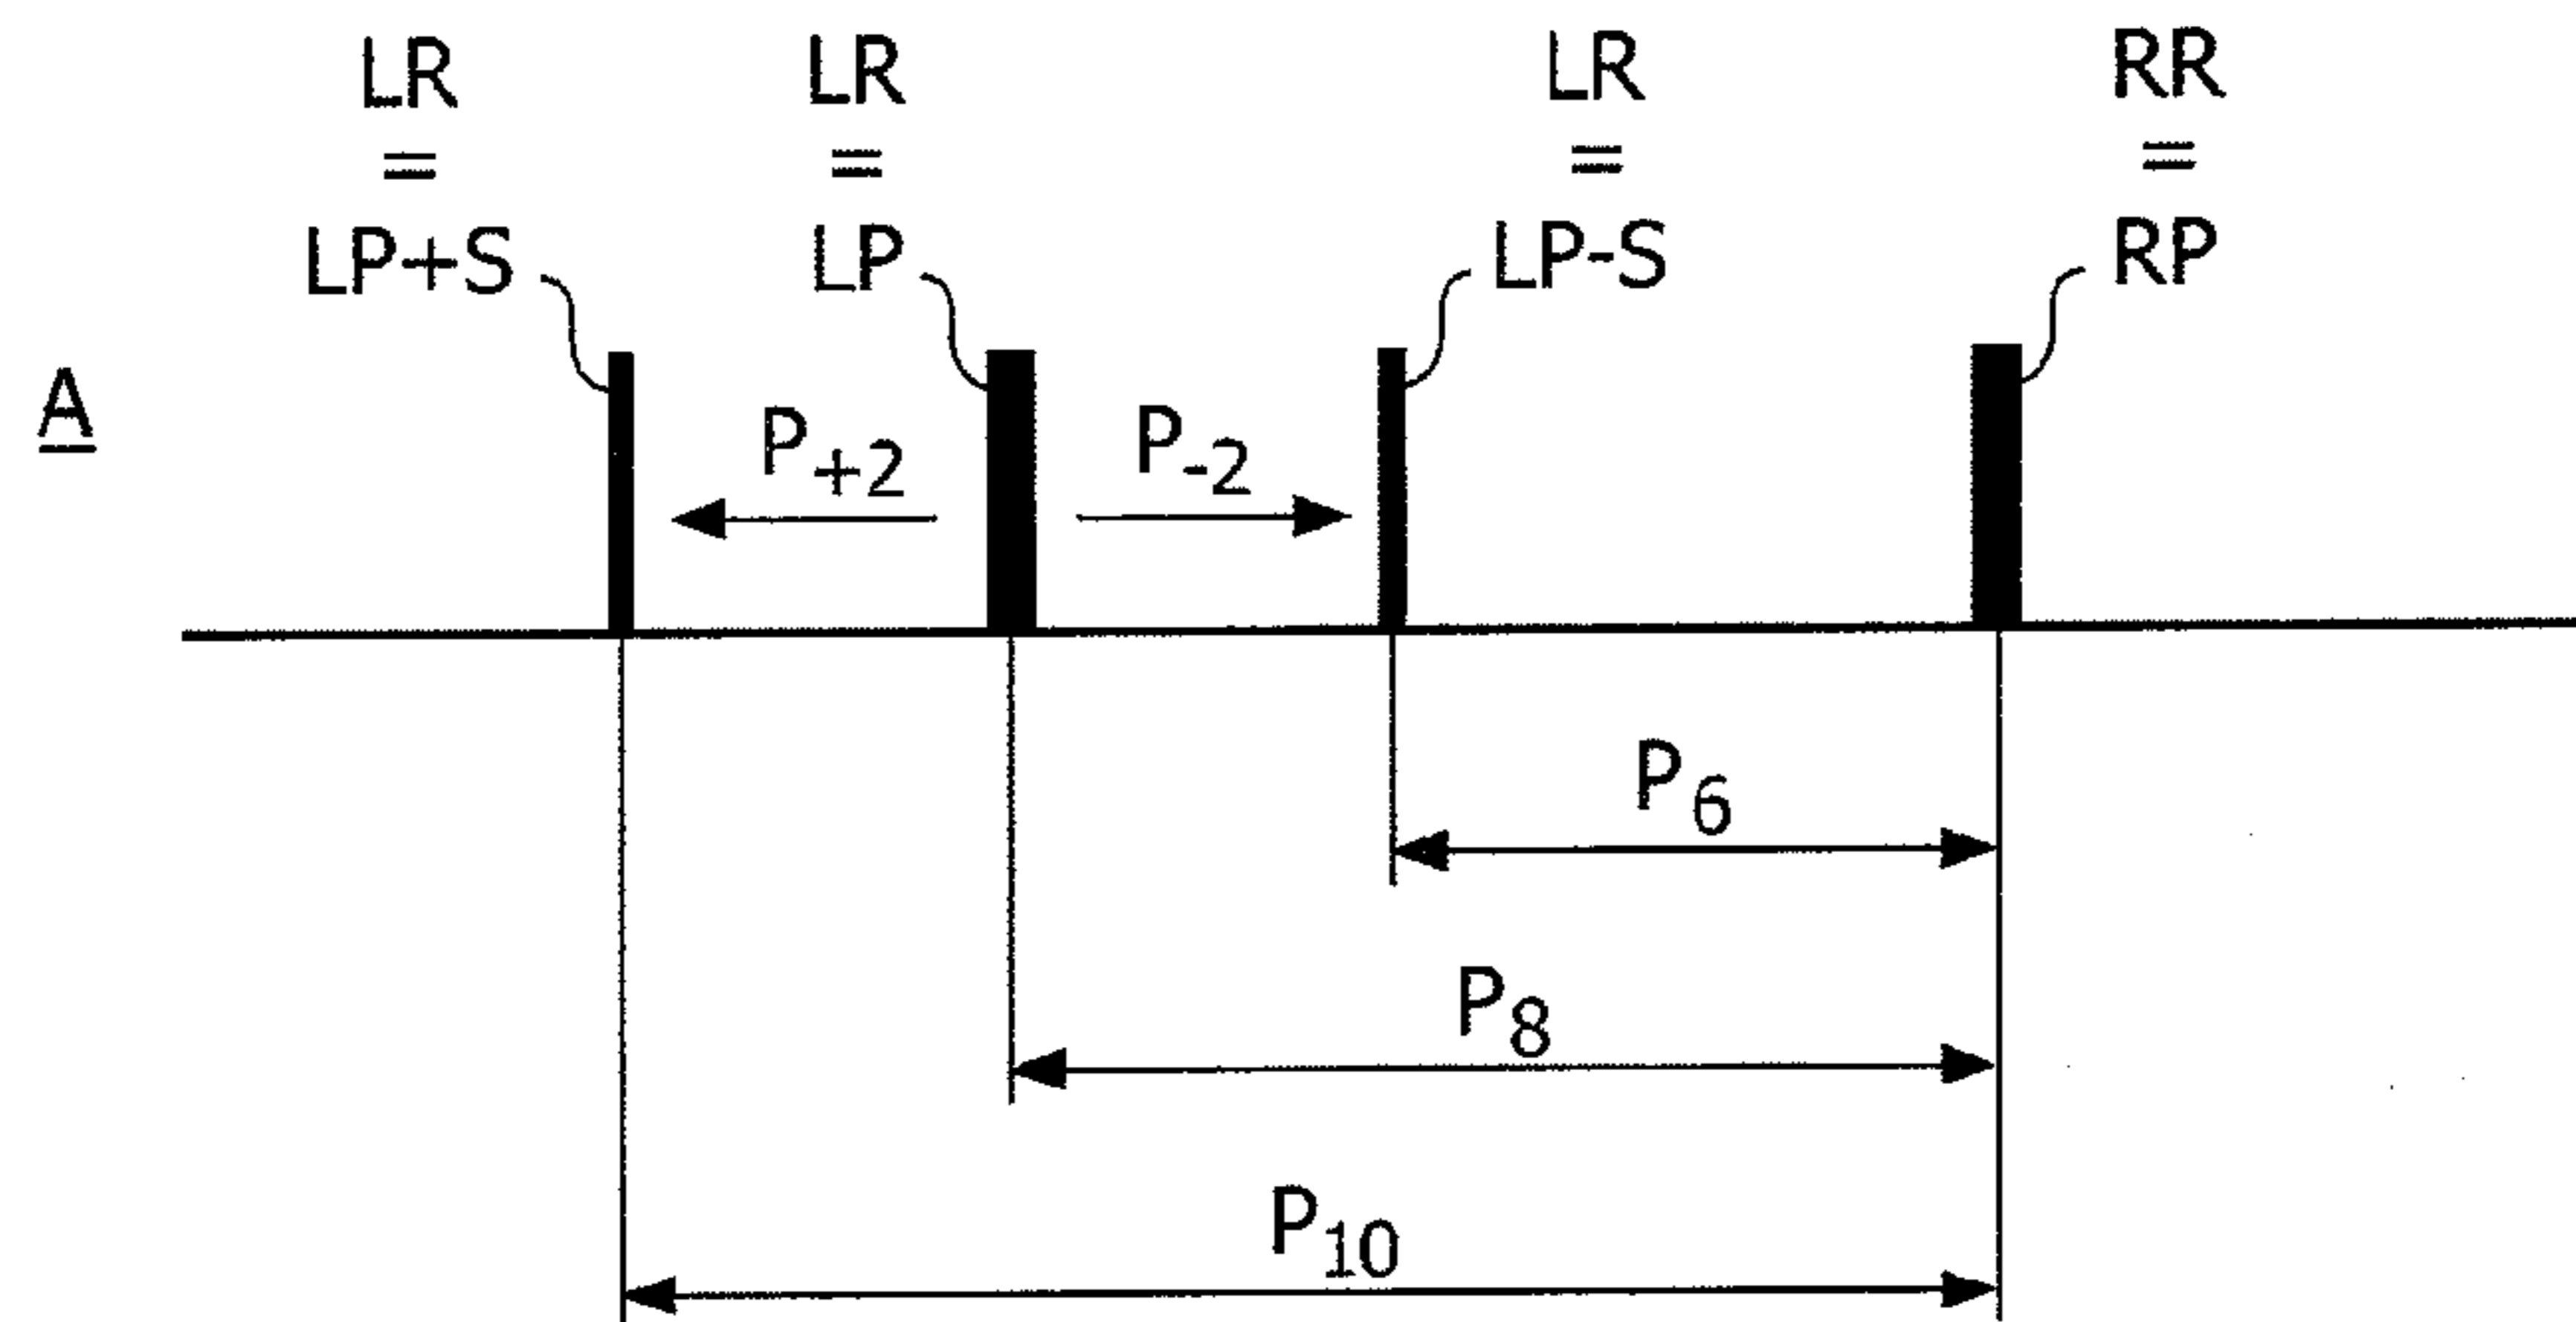 LR
=
LP+S
LR
=
LP
LR
=
LP-S
RR
=
RP
A
P+2
P-2
P6
P8
P10